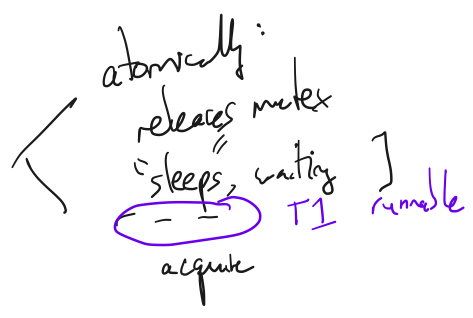 atomically:
releases mutex
"sleeps", waiting ]
- - - T1 runnable
acquire